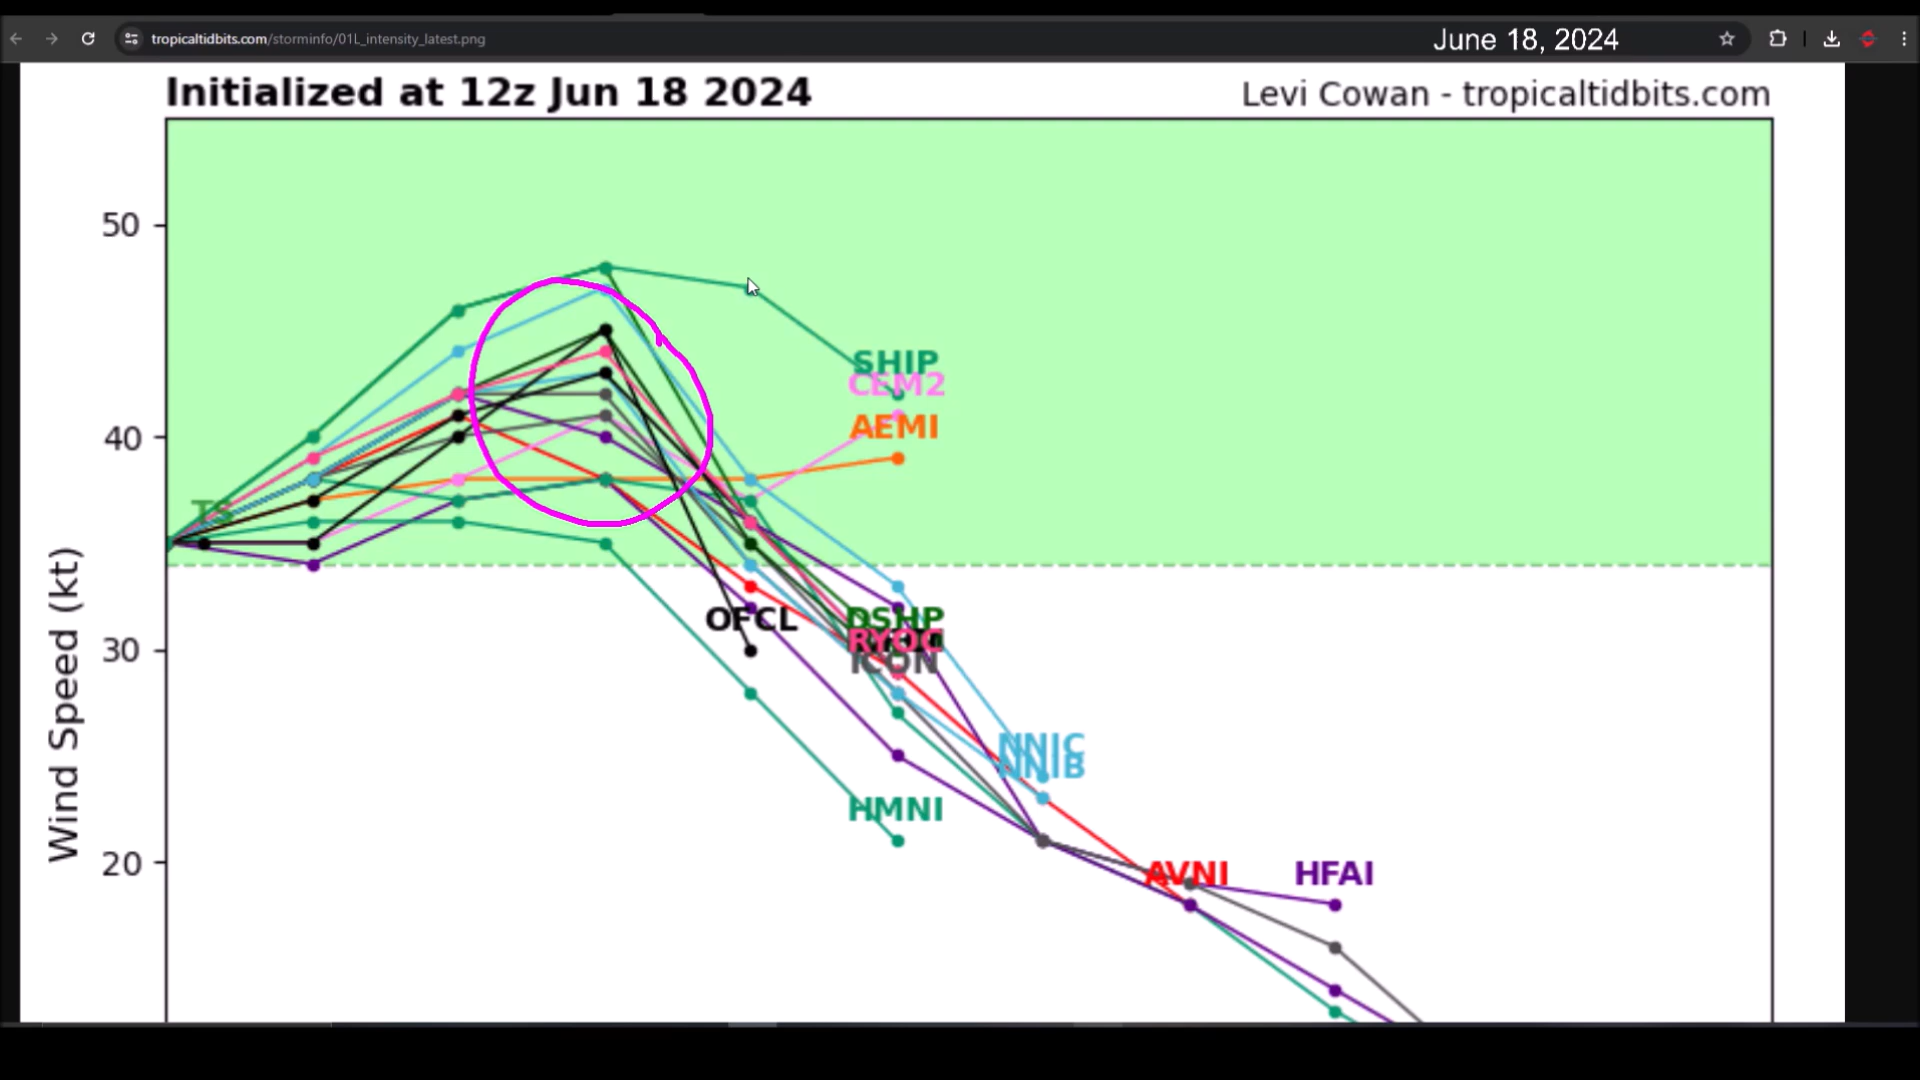 tropicaltidbits.com/storminfo/01L_intensity_latest.png
June 18, 2024
Initialized at 12z Jun 18 2024
Levi Cowan - tropicaltidbits.com
50
SHIP
CEM2
AEMI
40
TS
Wind Speed (kt)
OFCL
DSHP
RYOC
30
ICON
NNIC
NNIB
HMNI
20
AVNI
HFAI